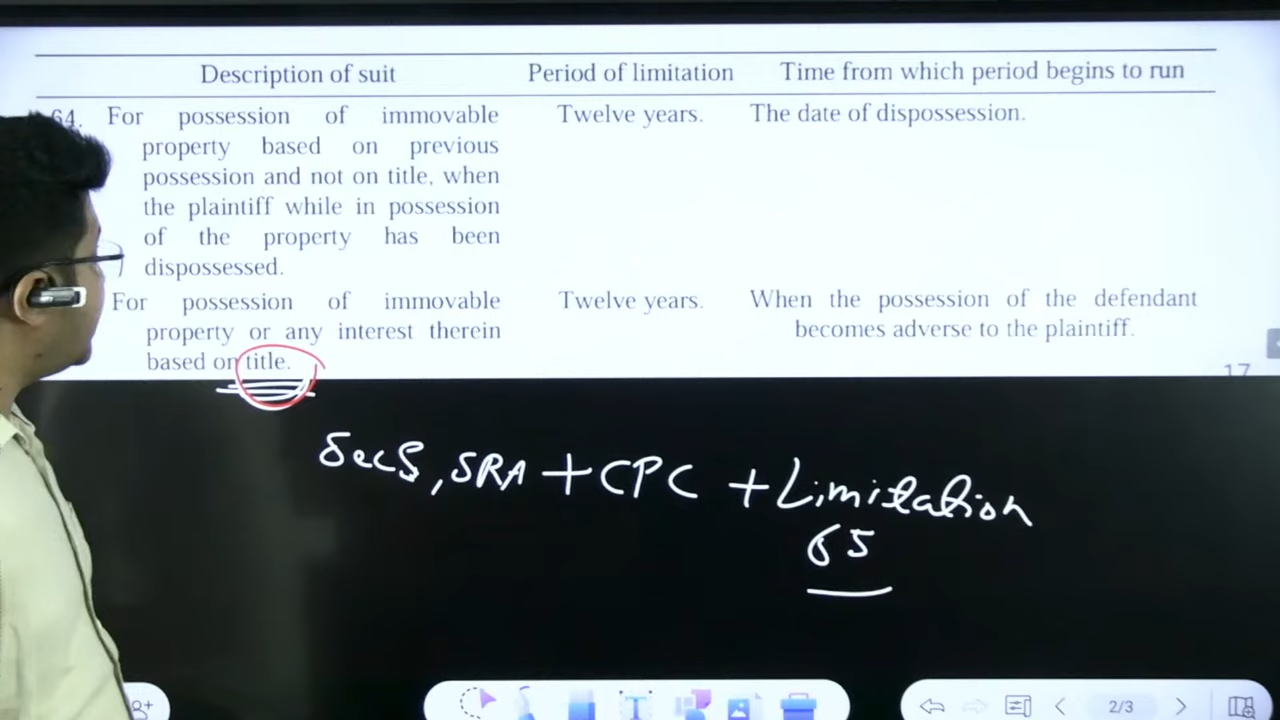 Description of suit Period of limitation Time from which period begins to run
64. For possession of immovable Twelve years. The date of dispossession.
property based on previous
possession and not on title, when
the plaintiff while in possession
of the property has been
dispossessed.
For possession of immovable Twelve years. When the possession of the defendant
property or any interest therein becomes adverse to the plaintiff.
based on title.
17
Sec 5, SRA + CPC + Limitation
65
2/3